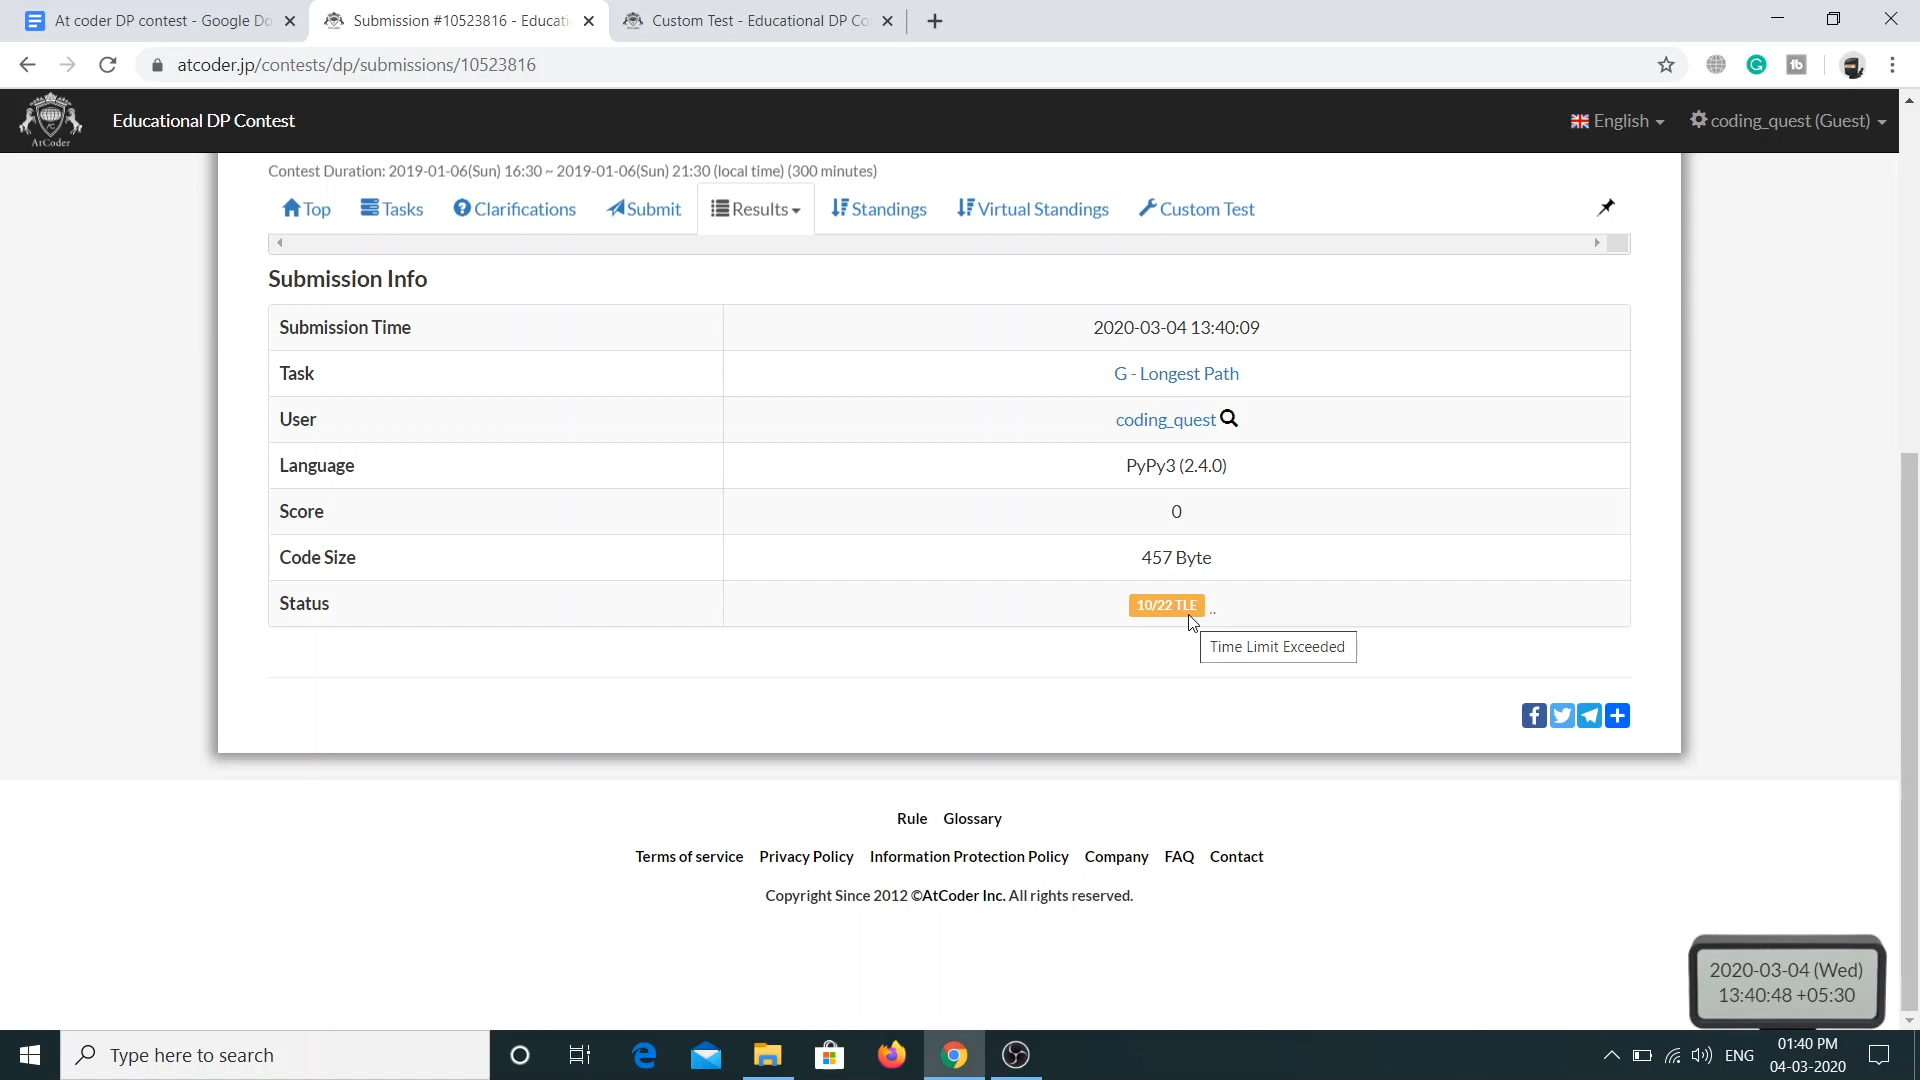 At coder DP contest - Google Do
Submission #10523816 - Educati
Custom Test - Educational DP Co
atcoder.jp/contests/dp/submissions/10523816
AtCoder
Educational DP Contest
English
coding_quest (Guest)
Contest Duration: 2019-01-06(Sun) 16:30 ~ 2019-01-06(Sun) 21:30 (local time) (300 minutes)
Top Tasks Clarifications Submit Results Standings Virtual Standings Custom Test
Submission Info
Submission Time 2020-03-04 13:40:09
Task G - Longest Path
User coding_quest
Language PyPy3 (2.4.0)
Score 0
Code Size 457 Byte
Status 10/22 TLE ..
Time Limit Exceeded
Rule Glossary
Terms of service Privacy Policy Information Protection Policy Company FAQ Contact
Copyright Since 2012 ©AtCoder Inc. All rights reserved.
2020-03-04 (Wed)
13:40:48 +05:30
Type here to search
ENG
01:40 PM
04-03-2020